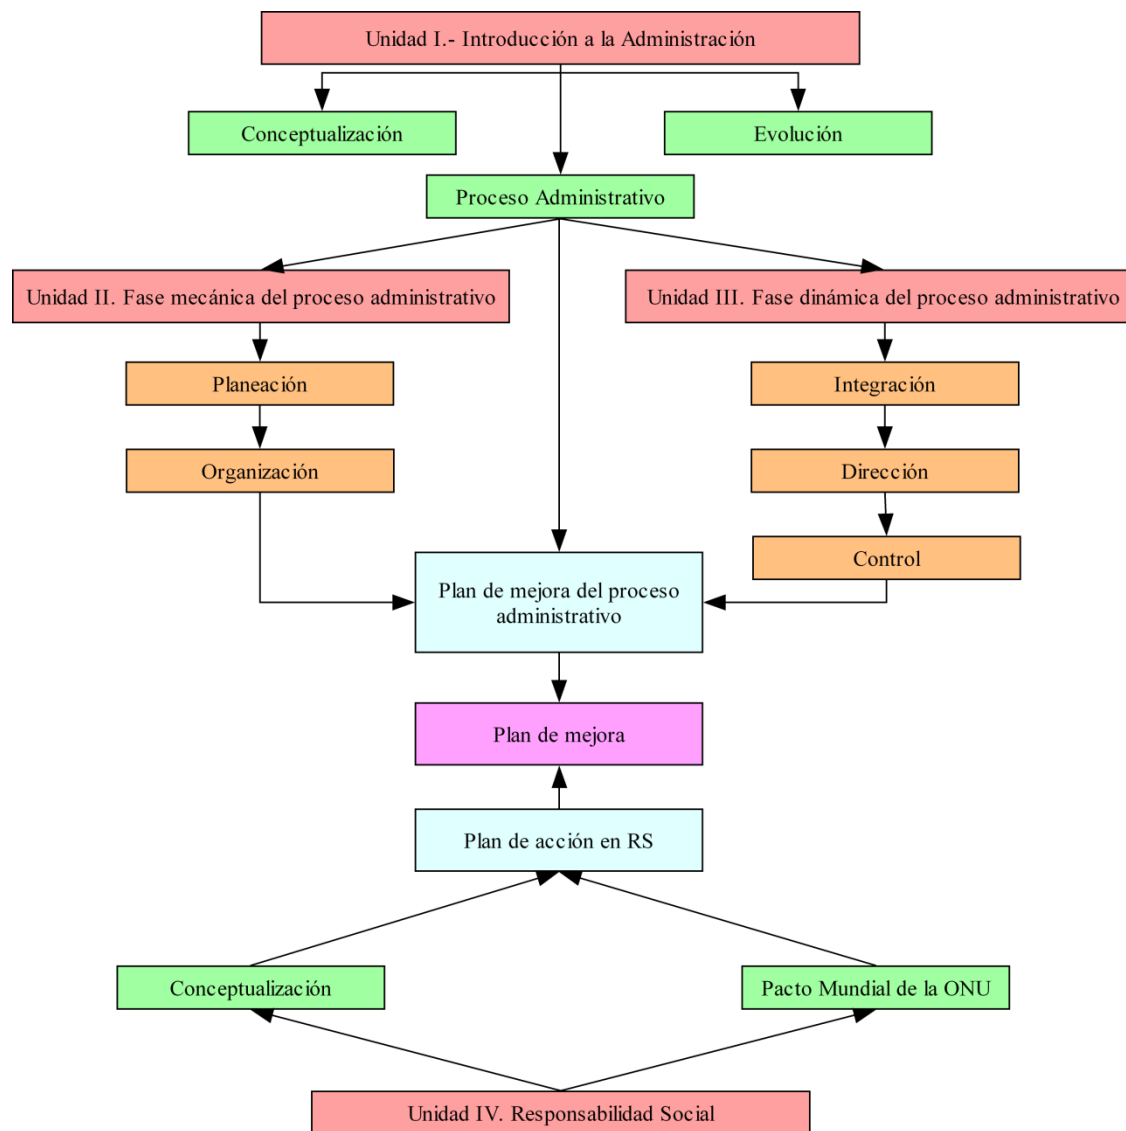 Unidad I.- Introducción a la Administración
Conceptualización
Evolución
Proceso Administrativo
Unidad II. Fase mecánica del proceso administrativo
Unidad III. Fase dinámica del proceso administrativo
Planeación
Integración
Organización
Dirección
Control
Plan de mejora del proceso
administrativo
Plan de mejora
Plan de acción en RS
Conceptualización
Pacto Mundial de la ONU
Unidad IV. Responsabilidad Social